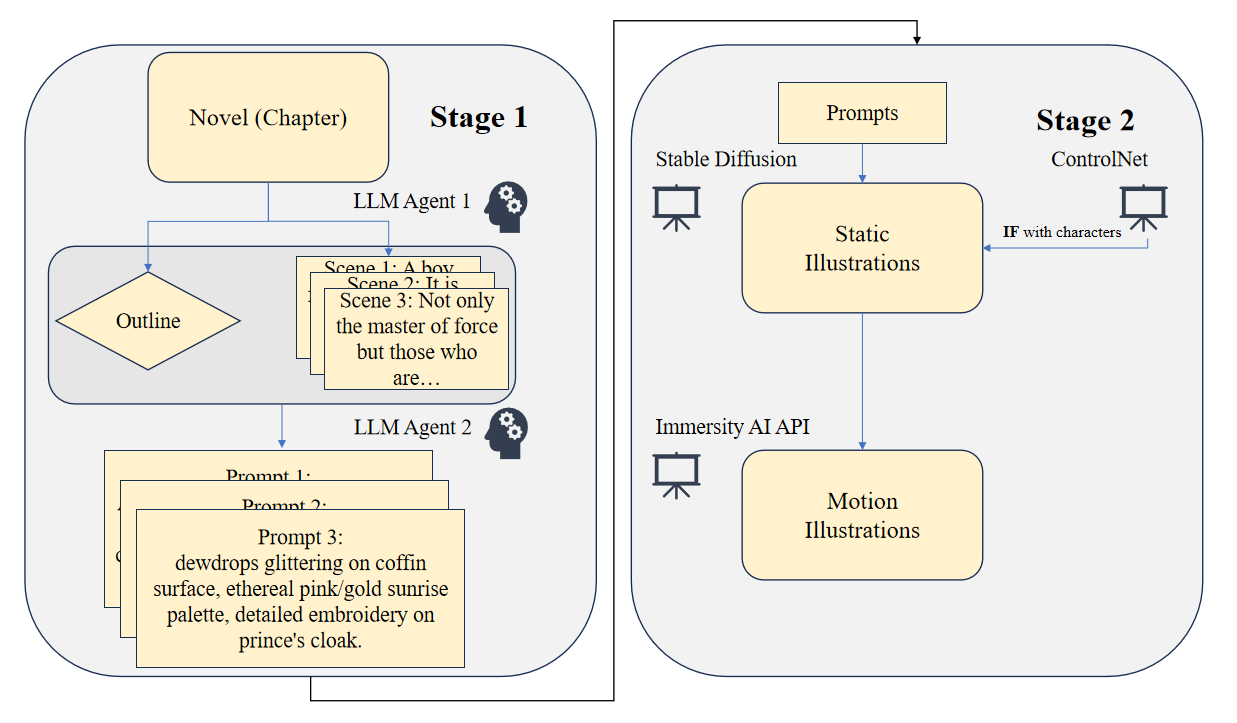 Novel (Chapter)
Stage 1
LLM Agent 1
Outline
Scene 1: A boy
Scene 2: It is
Scene 3: Not only
the master of force
but those who
are…
LLM Agent 2
Prompt 1:
Prompt 2:
Prompt 3:
dewdrops glittering on coffin
surface, ethereal pink/gold sunrise
palette, detailed embroidery on
prince's cloak.
Stage 2
Prompts
Stable Diffusion
ControlNet
IF with characters
Static
Illustrations
Immersity AI API
Motion
Illustrations